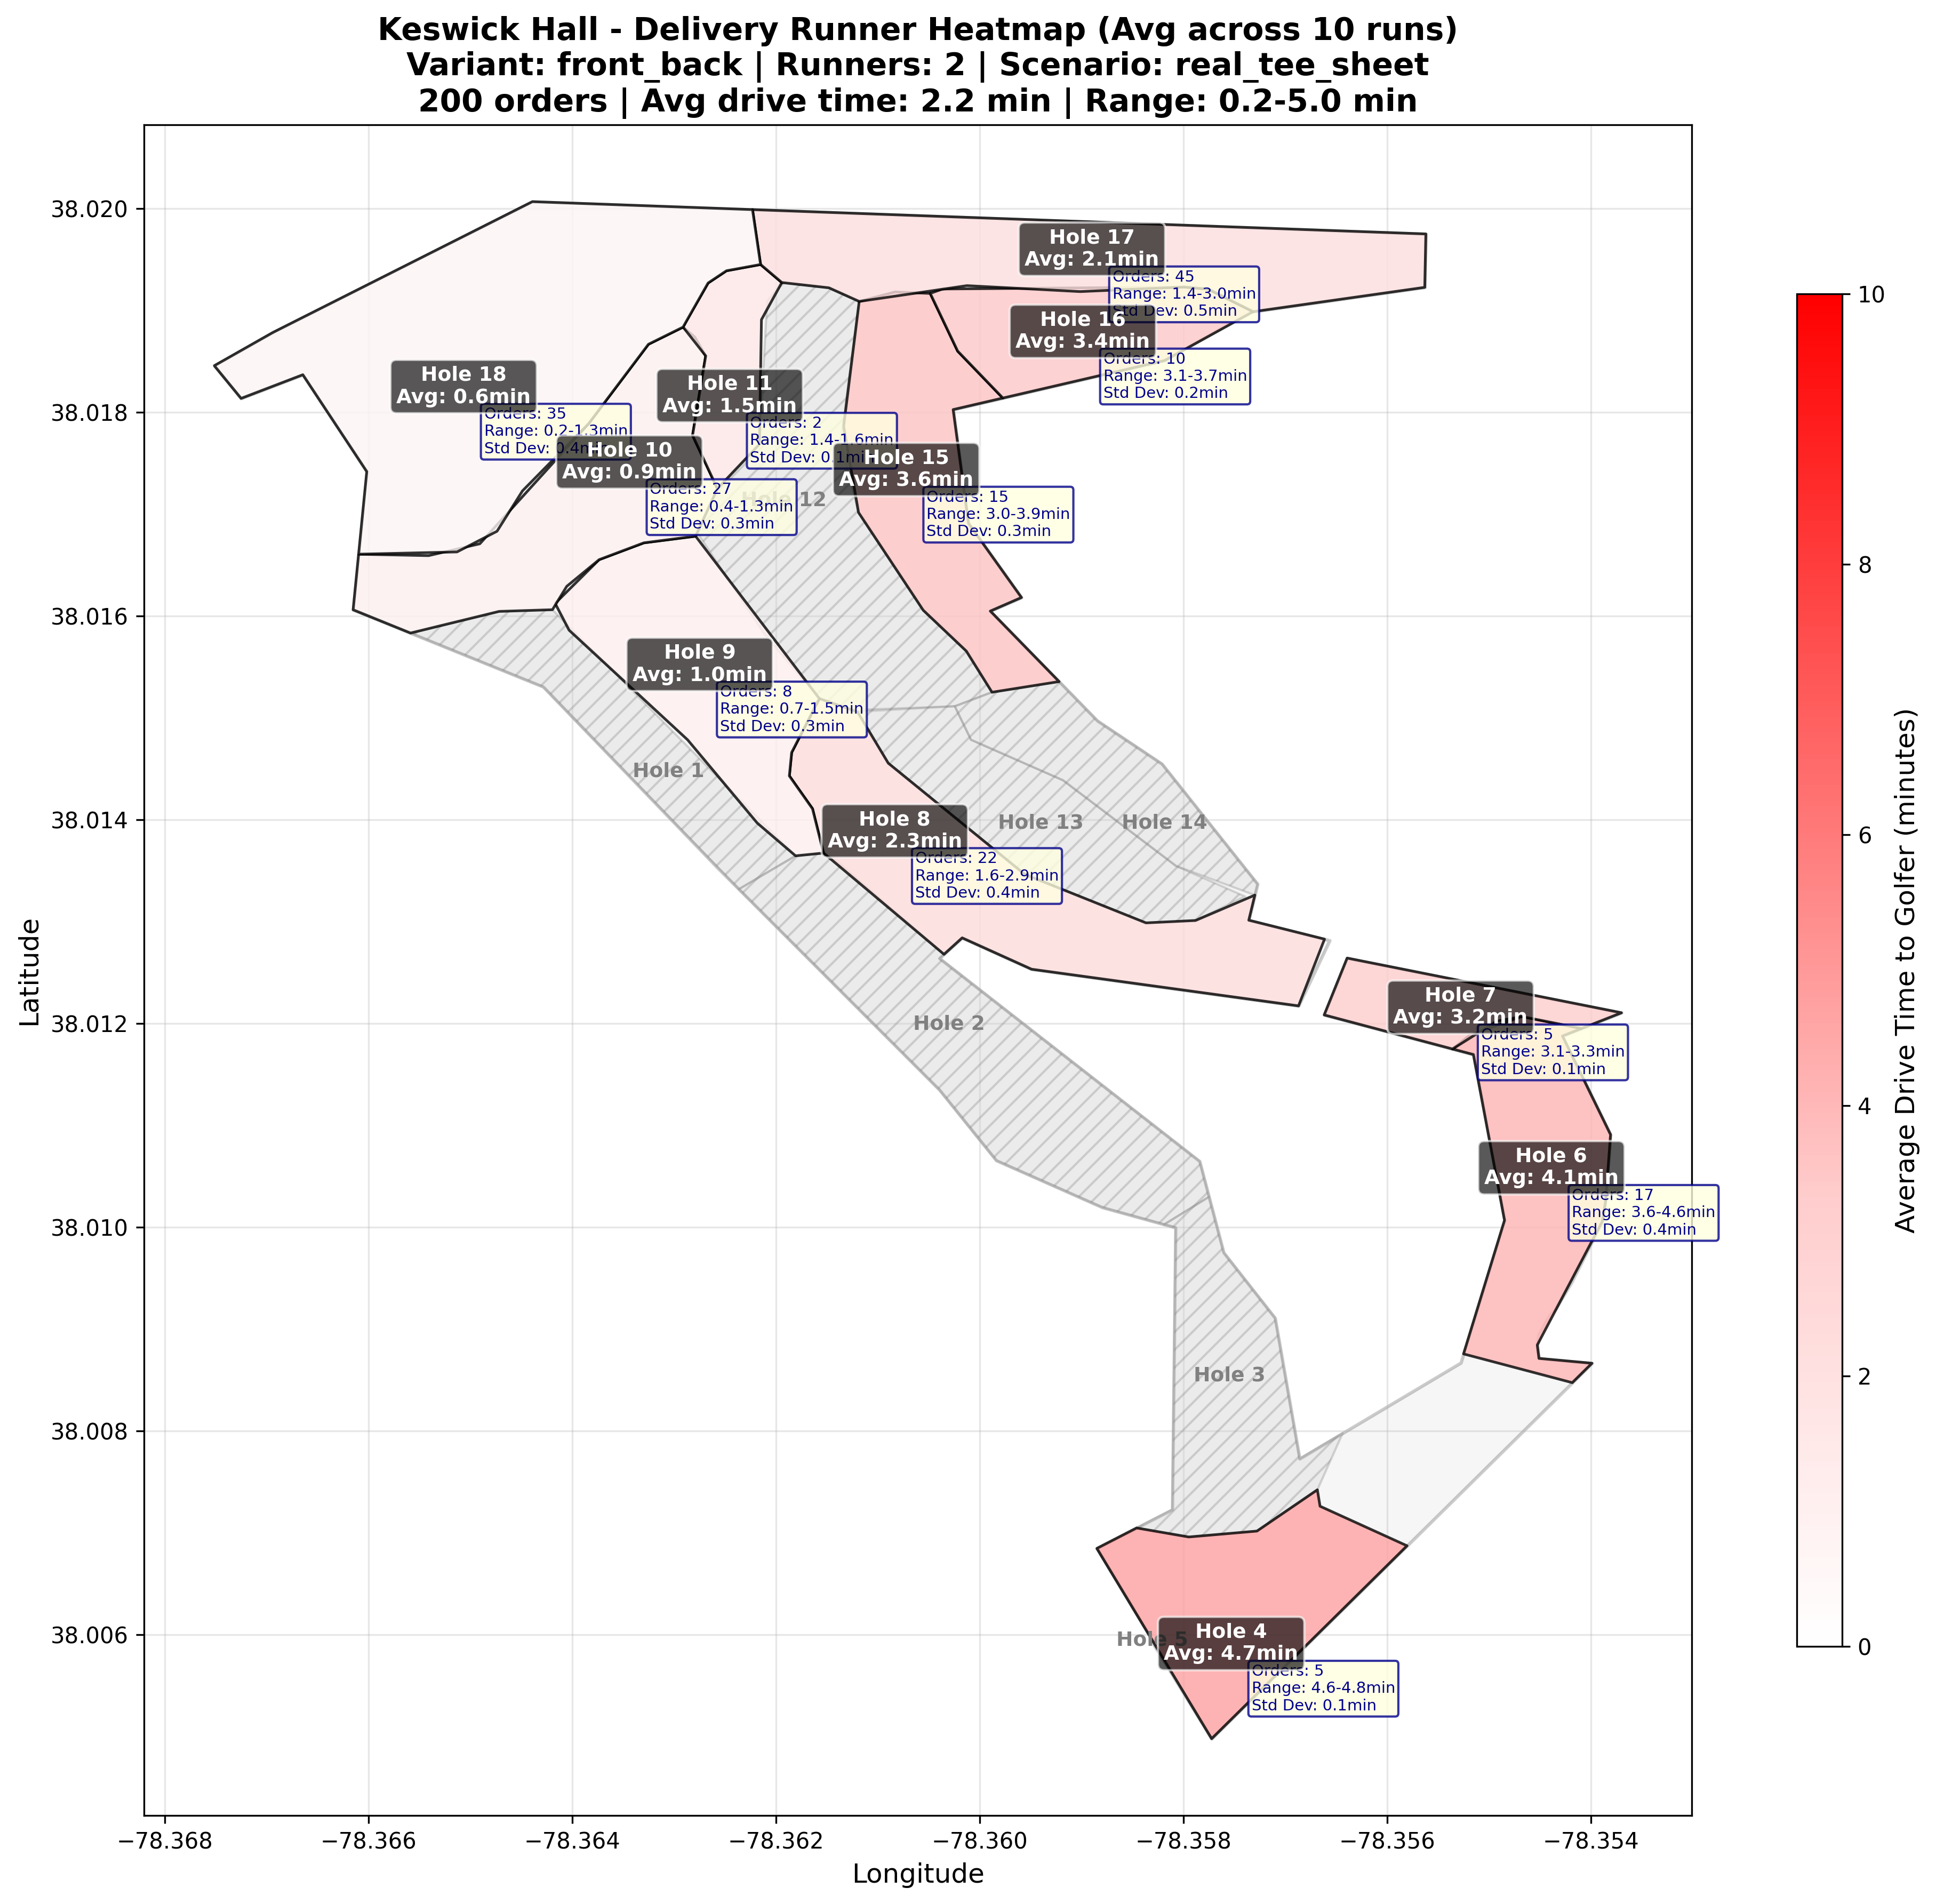 Keswick Hall - Delivery Runner Heatmap (Avg across 10 runs)
Variant: front_back | Runners: 2 | Scenario: real_tee_sheet
200 orders | Avg drive time: 2.2 min | Range: 0.2-5.0 min
Latitude
38.020
38.018
38.016
38.014
38.012
38.010
38.008
38.006
Hole 17
Avg: 2.1min
Orders: 45
Range: 1.4-3.0min
Std Dev: 0.5min
Hole 16
Avg: 3.4min
Orders: 10
Range: 3.1-3.7min
Std Dev: 0.2min
Hole 18
Avg: 0.6min
Orders: 35
Range: 0.2-1.3min
Std Dev: 0.4min
Hole 11
Avg: 1.5min
Orders: 2
Range: 1.4-1.6min
Std Dev: 0.1min
Hole 10
Avg: 0.9min
Orders: 27
Range: 0.4-1.3min
Std Dev: 0.3min
Hole 15
Avg: 3.6min
Orders: 15
Range: 3.0-3.9min
Std Dev: 0.3min
Hole 12
Hole 9
Avg: 1.0min
Orders: 8
Range: 0.7-1.5min
Std Dev: 0.3min
Hole 1
Hole 8
Avg: 2.3min
Orders: 22
Range: 1.6-2.9min
Std Dev: 0.4min
Hole 13
Hole 14
Hole 2
Hole 7
Avg: 3.2min
Orders: 5
Range: 3.1-3.3min
Std Dev: 0.1min
Hole 6
Avg: 4.1min
Orders: 17
Range: 3.6-4.6min
Std Dev: 0.4min
Hole 3
Hole 5
Hole 4
Avg: 4.7min
Orders: 5
Range: 4.6-4.8min
Std Dev: 0.1min
−78.368
−78.366
−78.364
−78.362
−78.360
−78.358
−78.356
−78.354
Longitude
10
8
6
4
2
0
Average Drive Time to Golfer (minutes)